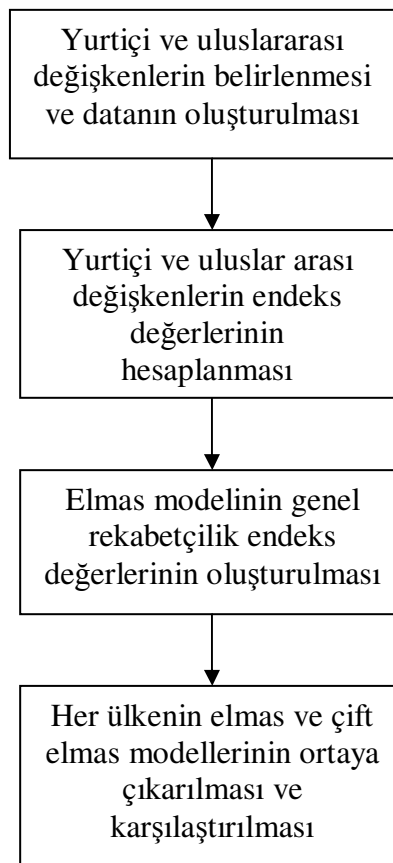 Yurtiçi ve uluslararası
değişkenlerin belirlenmesi
ve datanın oluşturulması
Yurtiçi ve uluslar arası
değişkenlerin endeks
değerlerinin
hesaplanması
Elmas modelinin genel
rekabetçilik endeks
değerlerinin oluşturulması
Her ülkenin elmas ve çift
elmas modellerinin ortaya
çıkarılması ve
karşılaştırılması